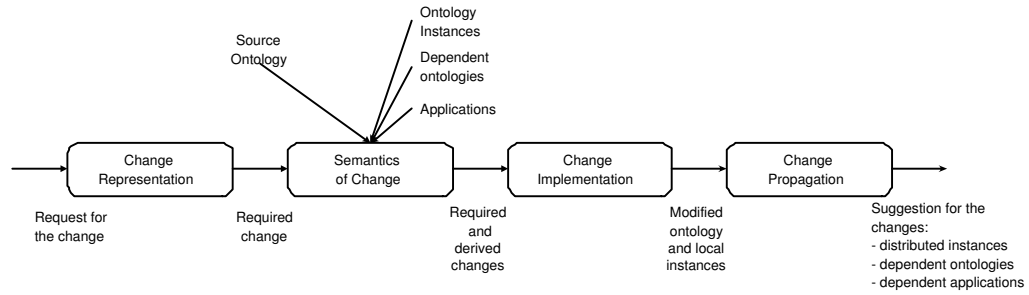 Ontology
Instances
Source
Ontology
Dependent
ontologies
Applications
Change
Representation
Semantics
of Change
Change
Implementation
Change
Propagation
Request for
the change
Required
change
Required
and
derived
changes
Modified
ontology
and local
instances
Suggestion for the
changes:
- distributed instances
- dependent ontologies
- dependent applications